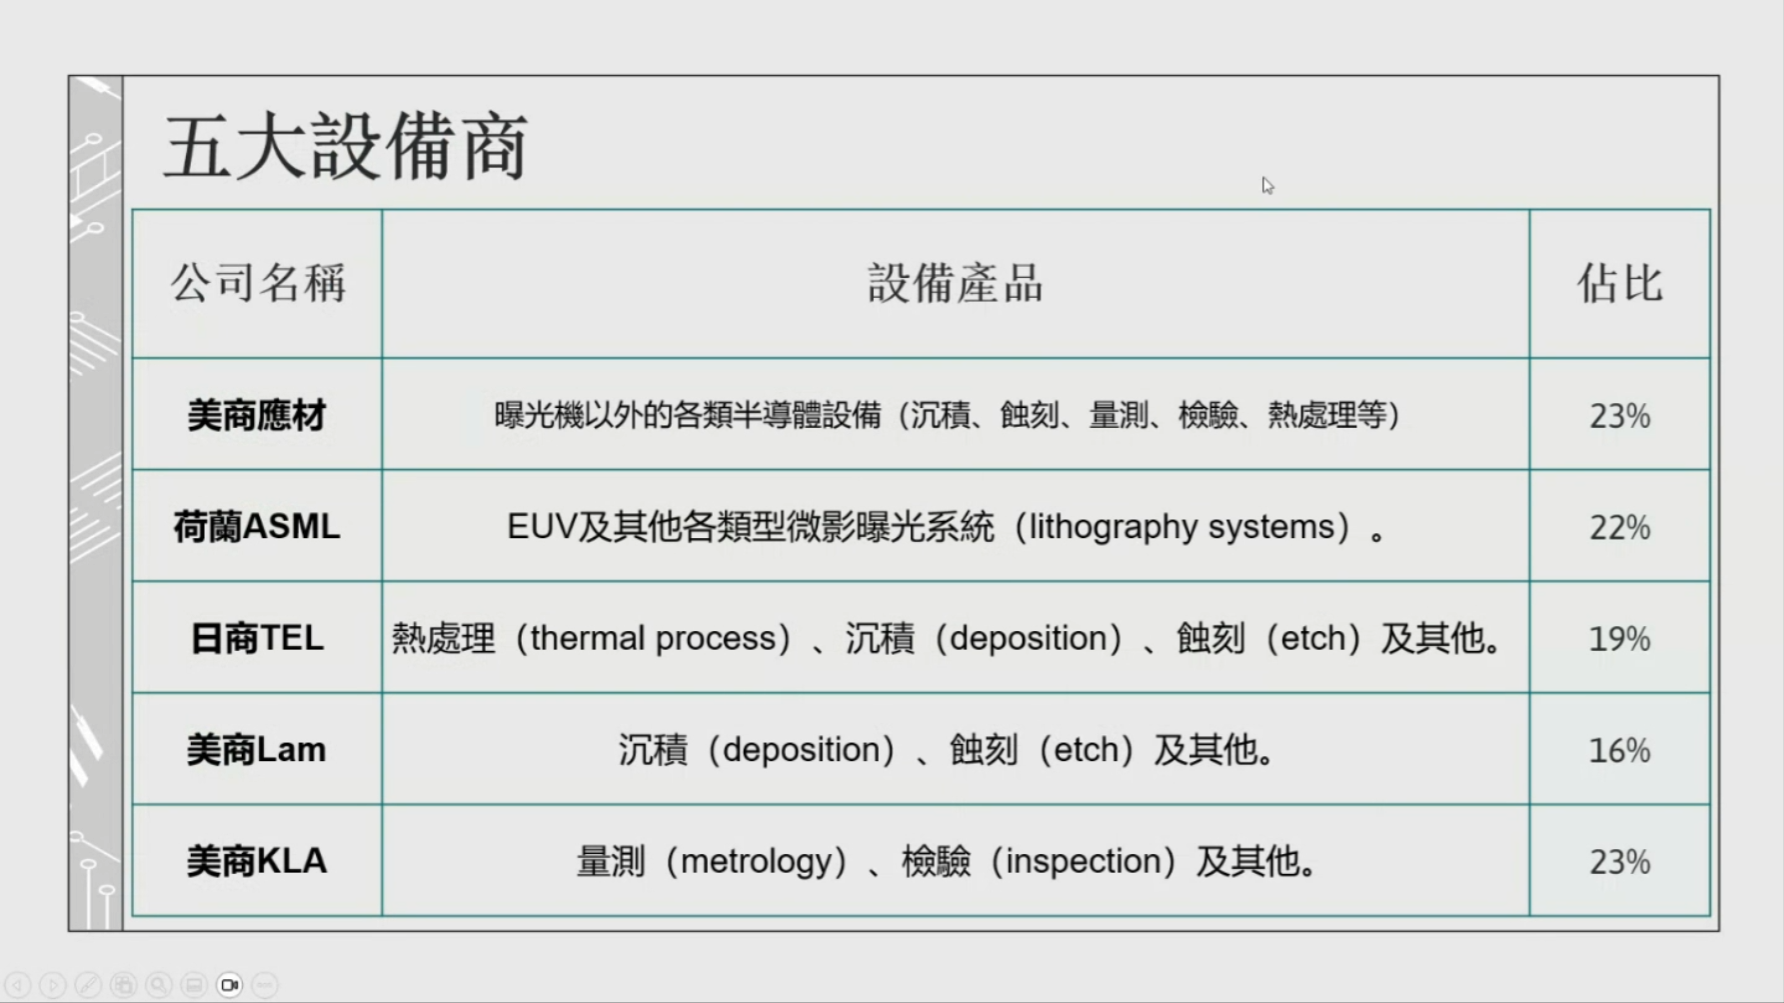 五大設備商
公司名稱 設備產品 佔比
美商應材 曝光機以外的各類半導體設備（沉積、蝕刻、量測、檢驗、熱處理等） 23%
荷蘭ASML EUV及其他各類型微影曝光系統（lithography systems）。 22%
日商TEL 熱處理（thermal process）、沉積（deposition）、蝕刻（etch）及其他。 19%
美商Lam 沉積（deposition）、蝕刻（etch）及其他。 16%
美商KLA 量測（metrology）、檢驗（inspection）及其他。 23%